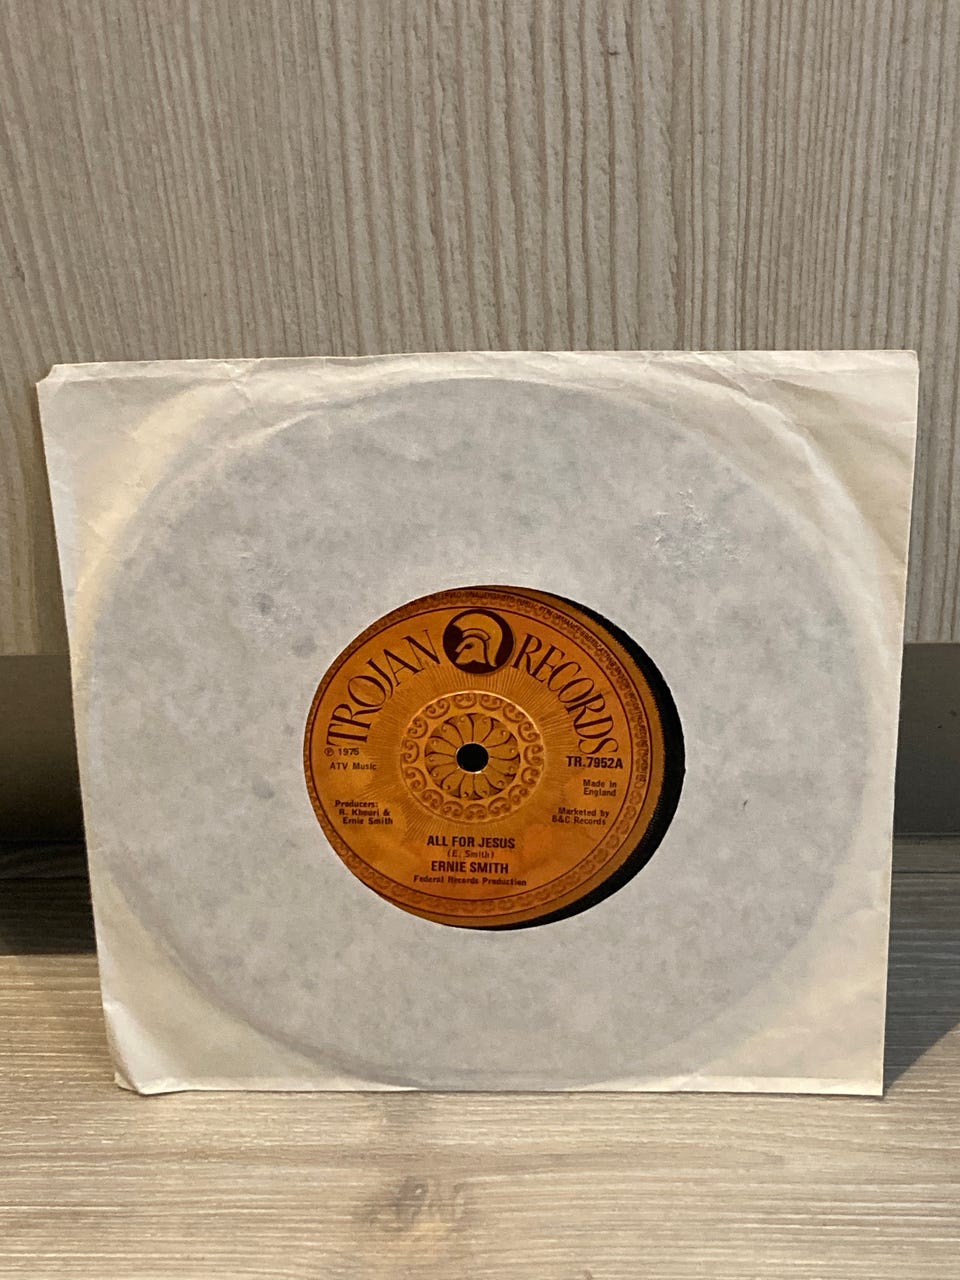 TROJAN RECORDS
℗ 1975
ATV Music
TR.7952A
Made in
England
Producers:
R. Khouri &
Ernie Smith
Marketed by
B&C Records
ALL FOR JESUS
(E. Smith)
ERNIE SMITH
Federal Records Production